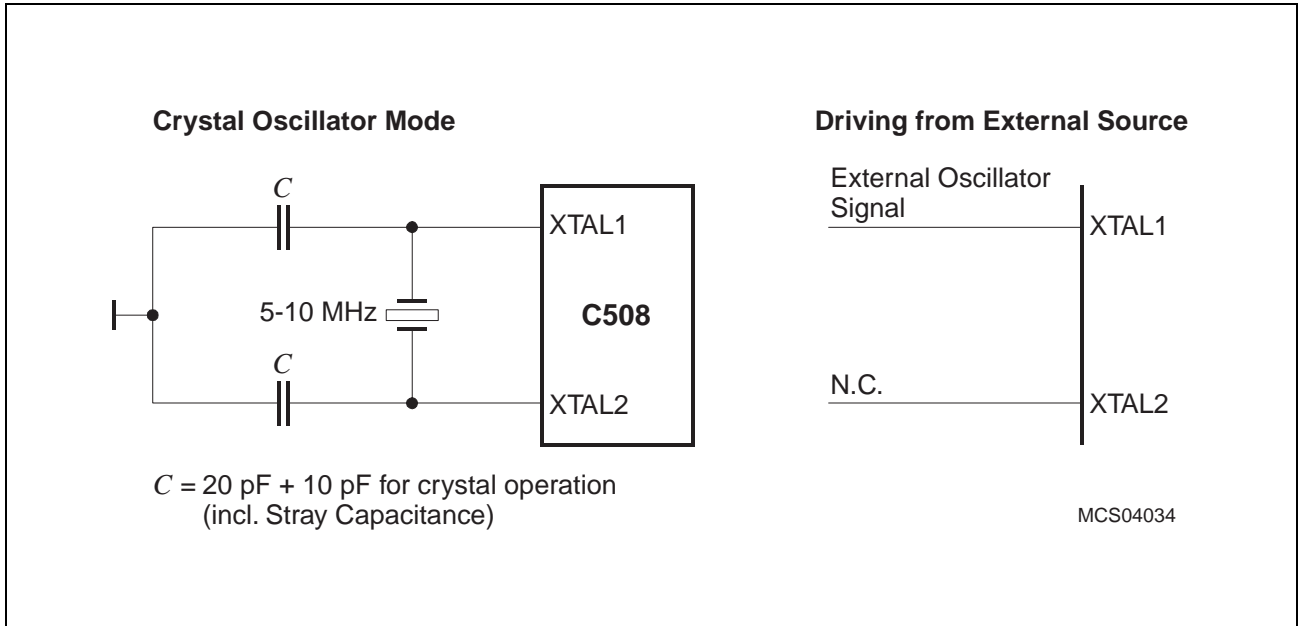 Crystal Oscillator Mode
C
XTAL1
5-10 MHz
C508
C
XTAL2
C = 20 pF + 10 pF for crystal operation
(incl. Stray Capacitance)
Driving from External Source
External Oscillator
Signal
XTAL1
N.C.
XTAL2
MCS04034